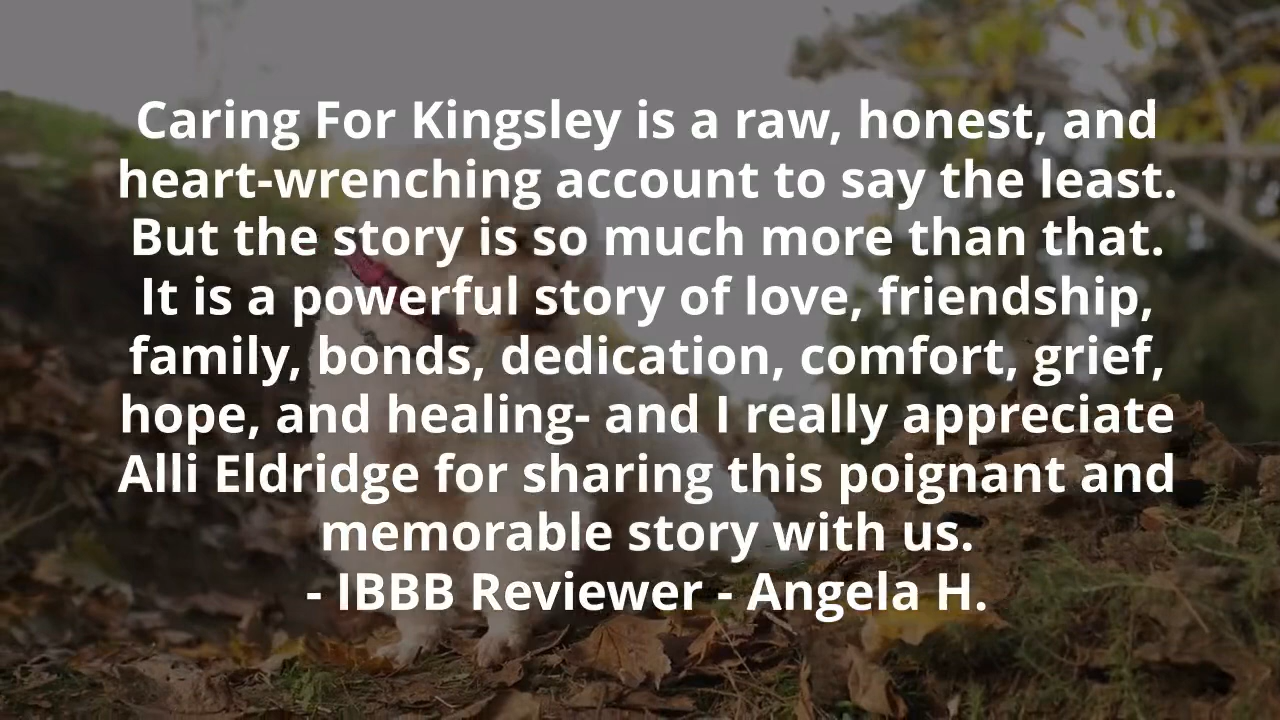 Caring For Kingsley is a raw, honest, and
heart-wrenching account to say the least.
But the story is so much more than that.
It is a powerful story of love, friendship,
family, bonds, dedication, comfort, grief,
hope, and healing- and I really appreciate
Alli Eldridge for sharing this poignant and
memorable story with us.
- IBBB Reviewer - Angela H.